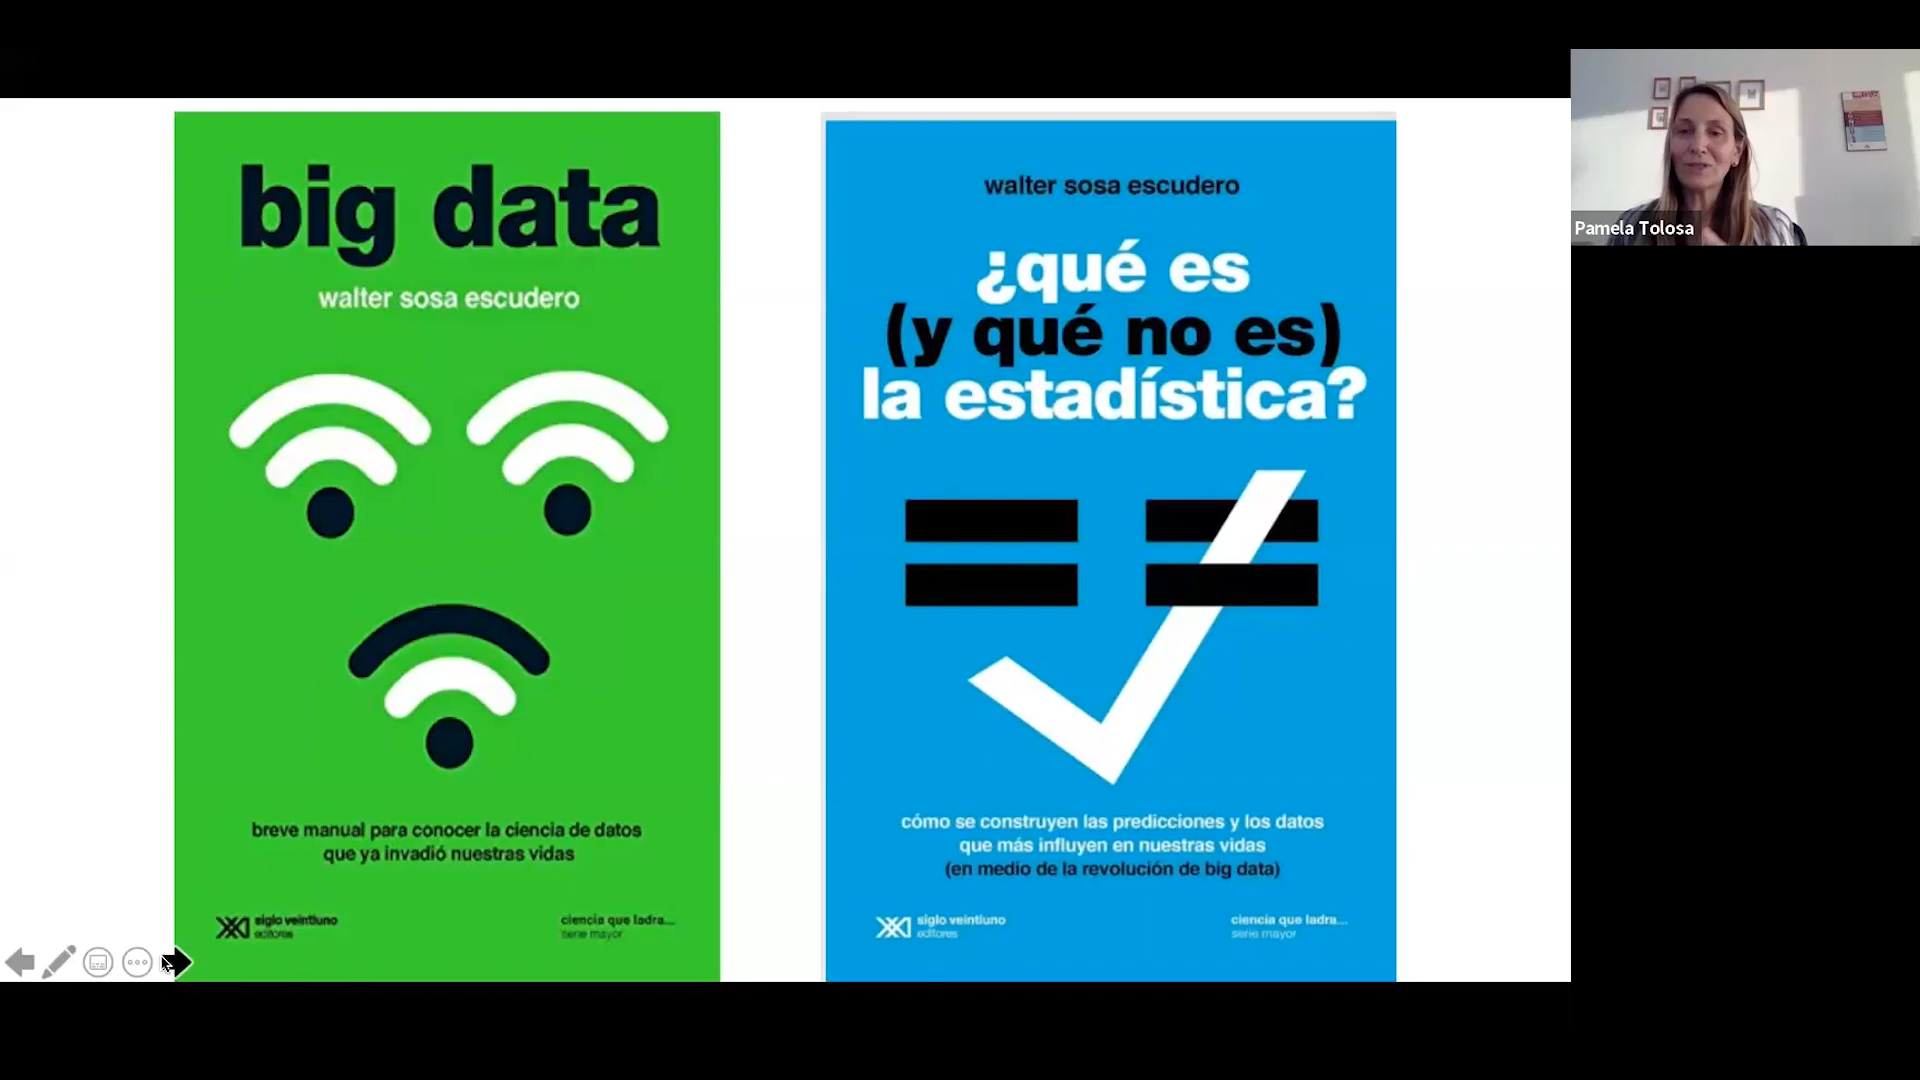 big data
walter sosa escudero
breve manual para conocer la ciencia de datos
que ya invadió nuestras vidas
siglo veintiuno
editores
ciencia que ladra...
serie mayor
walter sosa escudero
¿qué es
(y qué no es)
la estadística?
cómo se construyen las predicciones y los datos
que más influyen en nuestras vidas
(en medio de la revolución de big data)
siglo veintiuno
editores
ciencia que ladra...
serie mayor
Pamela Tolosa